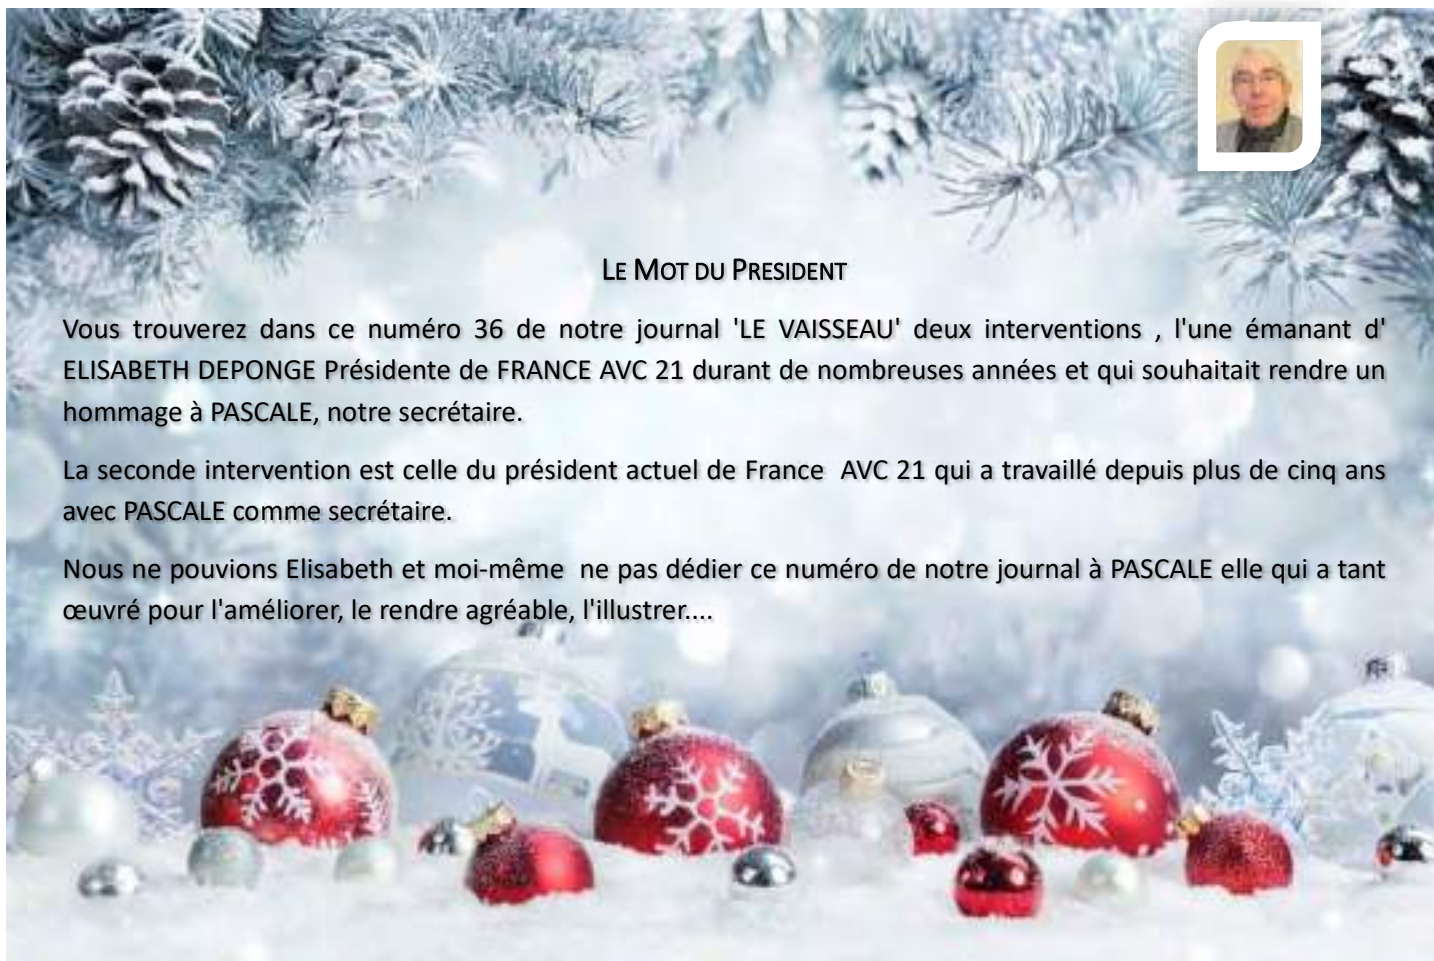 LE MOT DU PRESIDENT
Vous trouverez dans ce numéro 36 de notre journal 'LE VAISSEAU' deux interventions , l'une émanant d'
ELISABETH DEPONGE Présidente de FRANCE AVC 21 durant de nombreuses années et qui souhaitait rendre un
hommage à PASCALE, notre secrétaire.
La seconde intervention est celle du président actuel de France AVC 21 qui a travaillé depuis plus de cinq ans
avec PASCALE comme secrétaire.
Nous ne pouvions Elisabeth et moi-même ne pas dédier ce numéro de notre journal à PASCALE elle qui a tant
œuvré pour l'améliorer, le rendre agréable, l'illustrer....